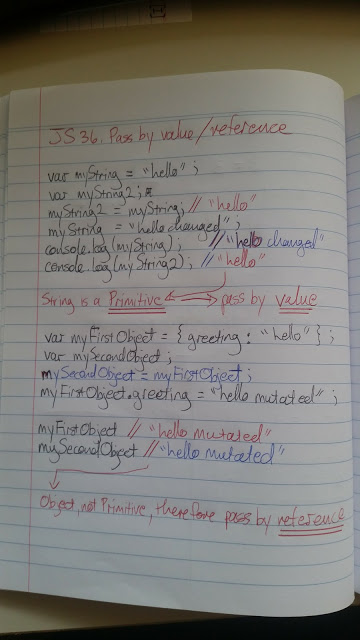 JS 36. Pass by value/reference
var myString = "hello";
var myString2;
myString2 = myString; // "hello"
myString = "hello changed";
console.log(myString); // "hello changed"
console.log(myString2); // "hello"
String is a Primitive pass by value
var myFirstObject = {greeting: "hello"};
var mySecondObject;
mySecondObject = myFirstObject;
myFirstObject.greeting = "hello mutated";
myFirstObject // "hello mutated"
mySecondObject // "hello mutated"
Object, not Primitive, therefore pass by reference